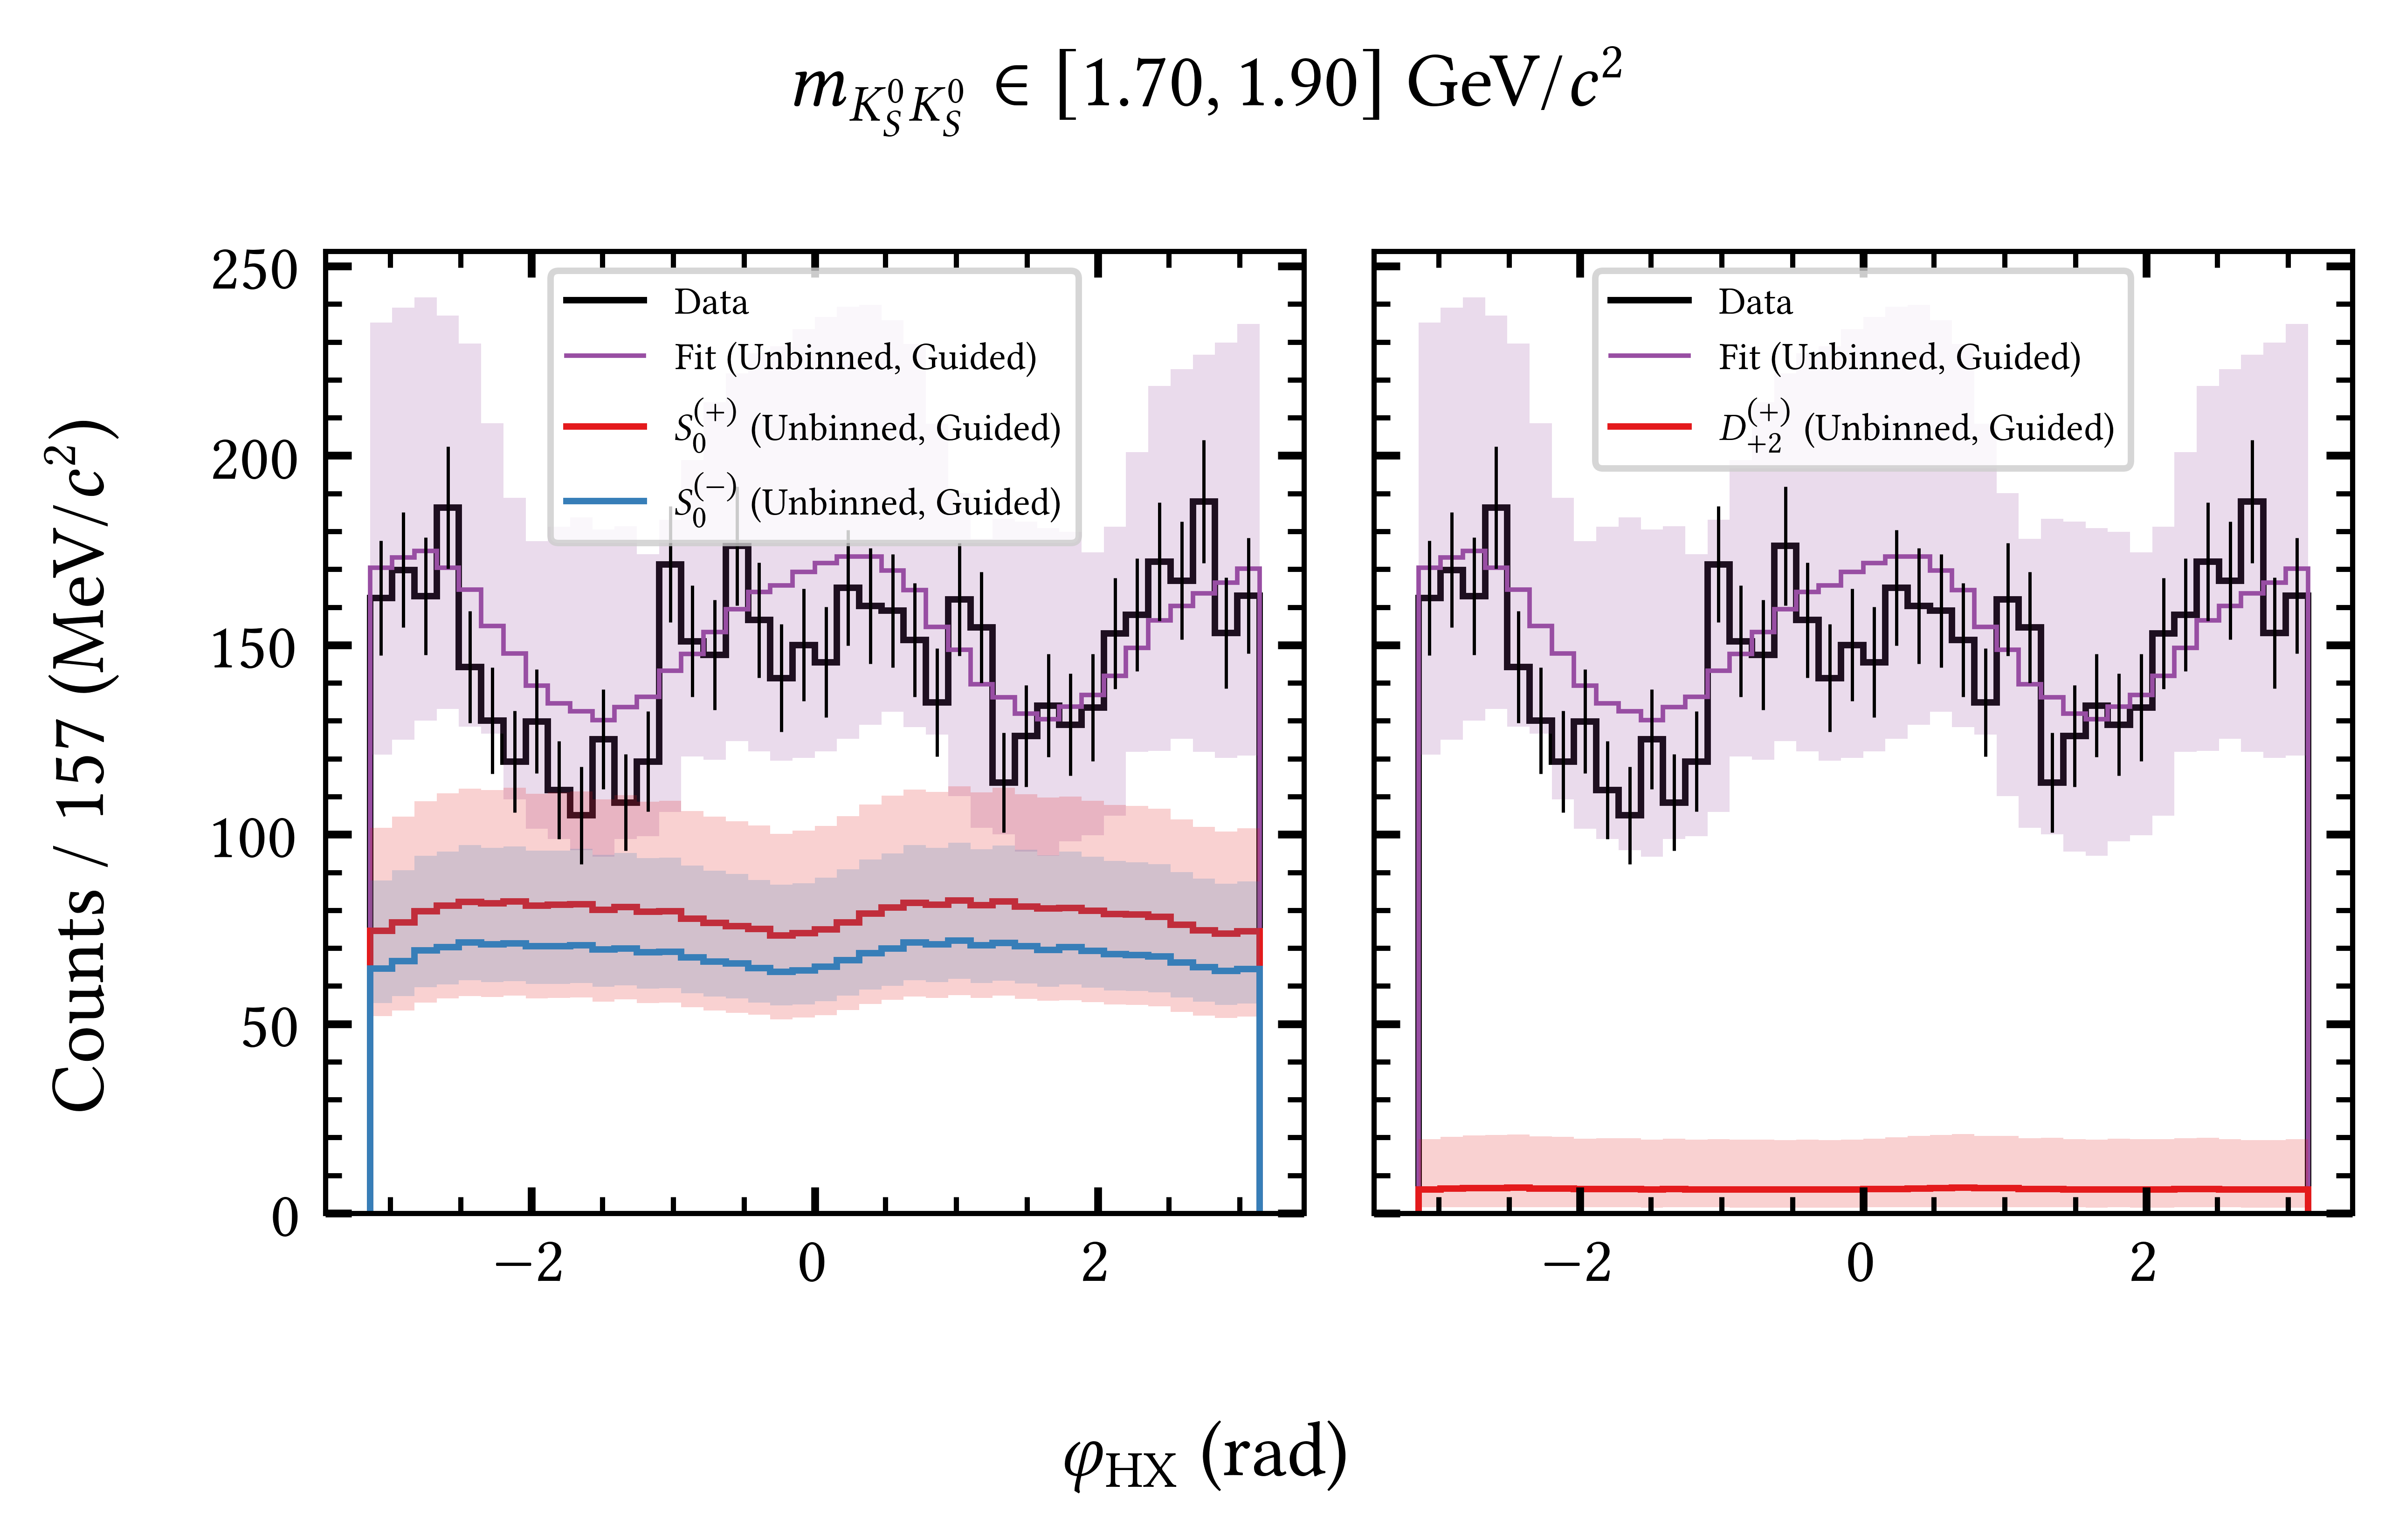 m_{K_S^0 K_S^0} ∈ [1.70, 1.90] GeV/c²
Counts / 157 (MeV/c²)
250
200
150
100
50
0
Data
Fit (Unbinned, Guided)
S_0^{(+)} (Unbinned, Guided)
S_0^{(−)} (Unbinned, Guided)
−2
0
2
Data
Fit (Unbinned, Guided)
D_{+2}^{(+)} (Unbinned, Guided)
−2
0
2
φ_{HX} (rad)